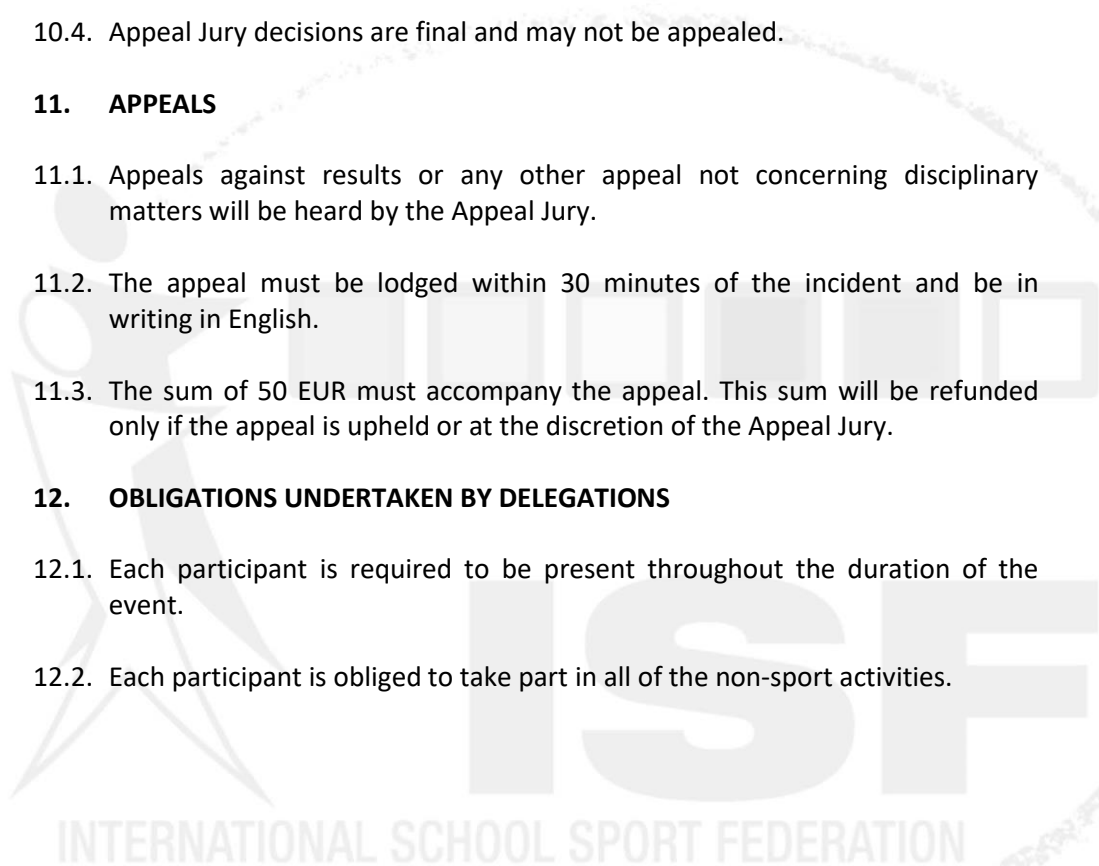 10.4. Appeal Jury decisions are final and may not be appealed.
11. APPEALS
11.1. Appeals against results or any other appeal not concerning disciplinary
matters will be heard by the Appeal Jury.
11.2. The appeal must be lodged within 30 minutes of the incident and be in
writing in English.
11.3. The sum of 50 EUR must accompany the appeal. This sum will be refunded
only if the appeal is upheld or at the discretion of the Appeal Jury.
12. OBLIGATIONS UNDERTAKEN BY DELEGATIONS
12.1. Each participant is required to be present throughout the duration of the
event.
12.2. Each participant is obliged to take part in all of the non-sport activities.
ISF
INTERNATIONAL SCHOOL SPORT FEDERATION